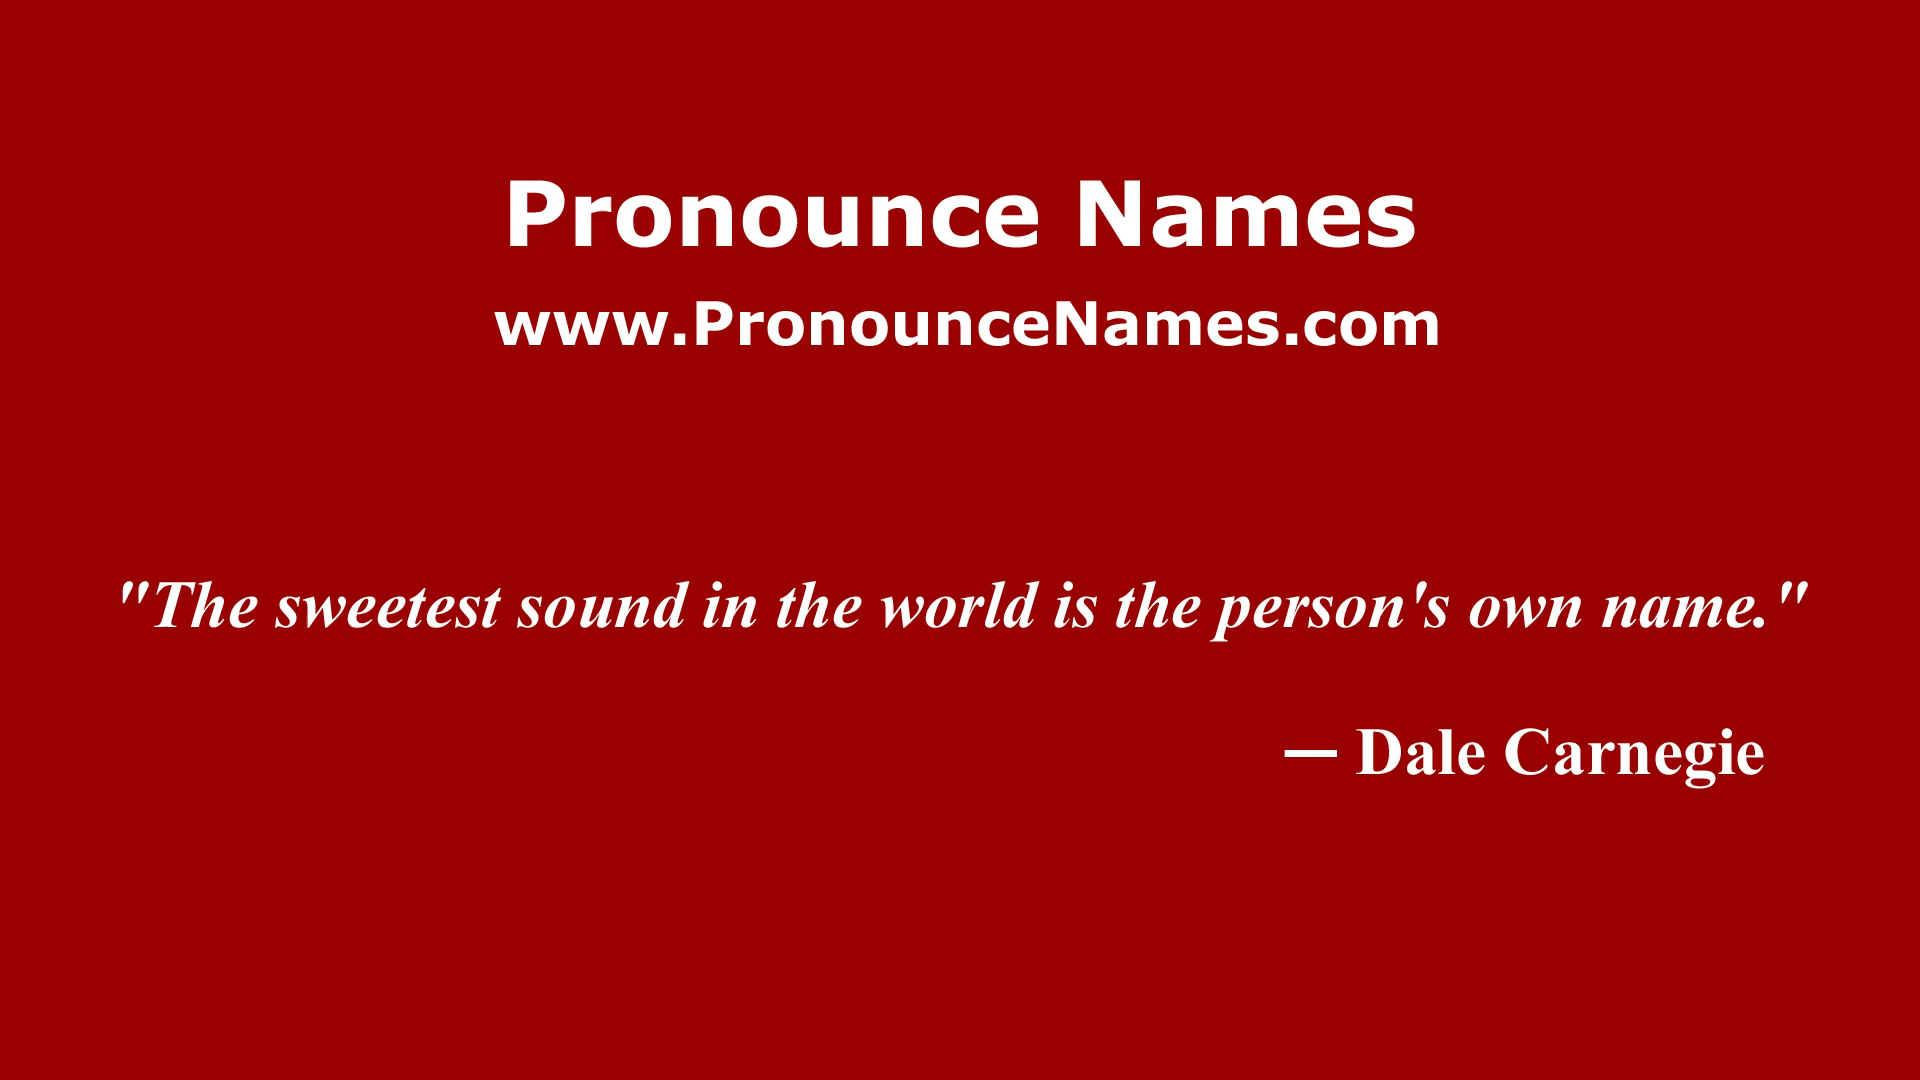 Pronounce Names
www.PronounceNames.com
"The sweetest sound in the world is the person's own name."
— Dale Carnegie